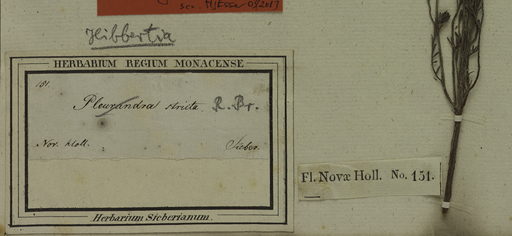 Hibbertia
HERBARIUM REGIUM MONACENSE
151.
Pleurandra stricta R. Br.
Nov. Holl. Sieber.
Herbarium Sieberianum.
Fl. Novæ Holl. No. 151.